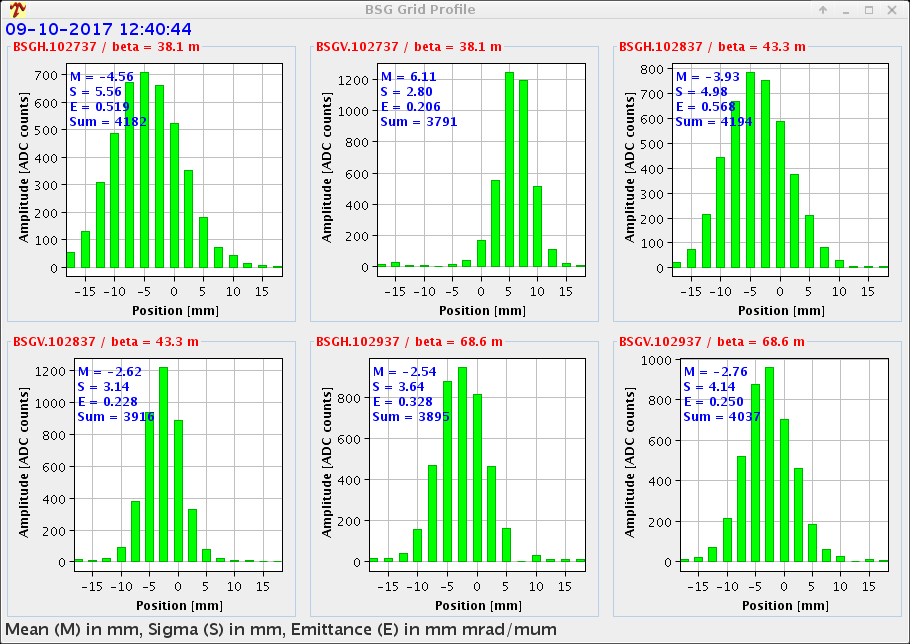 BSG Grid Profile
09-10-2017 12:40:44
BSGH.102737 / beta = 38.1 m
Amplitude [ADC counts]
700
600
500
400
300
200
100
0
M = -4.56
S = 5.56
E = 0.519
Sum = 4182
-15 -10 -5 0 5 10 15
Position [mm]
BSGV.102737 / beta = 38.1 m
Amplitude [ADC counts]
1200
1000
800
600
400
200
0
M = 6.11
S = 2.80
E = 0.206
Sum = 3791
-15 -10 -5 0 5 10 15
Position [mm]
BSGH.102837 / beta = 43.3 m
Amplitude [ADC counts]
800
700
600
500
400
300
200
100
0
M = -3.93
S = 4.98
E = 0.568
Sum = 4194
-15 -10 -5 0 5 10 15
Position [mm]
BSGV.102837 / beta = 43.3 m
Amplitude [ADC counts]
1200
1000
800
600
400
200
0
M = -2.62
S = 3.14
E = 0.228
Sum = 3916
-15 -10 -5 0 5 10 15
Position [mm]
BSGH.102937 / beta = 68.6 m
Amplitude [ADC counts]
800
600
400
200
0
M = -2.54
S = 3.64
E = 0.328
Sum = 3895
-15 -10 -5 0 5 10 15
Position [mm]
BSGV.102937 / beta = 68.6 m
Amplitude [ADC counts]
1000
800
600
400
200
0
M = -2.76
S = 4.14
E = 0.250
Sum = 4037
-15 -10 -5 0 5 10 15
Position [mm]
Mean (M) in mm, Sigma (S) in mm, Emittance (E) in mm mrad/mum